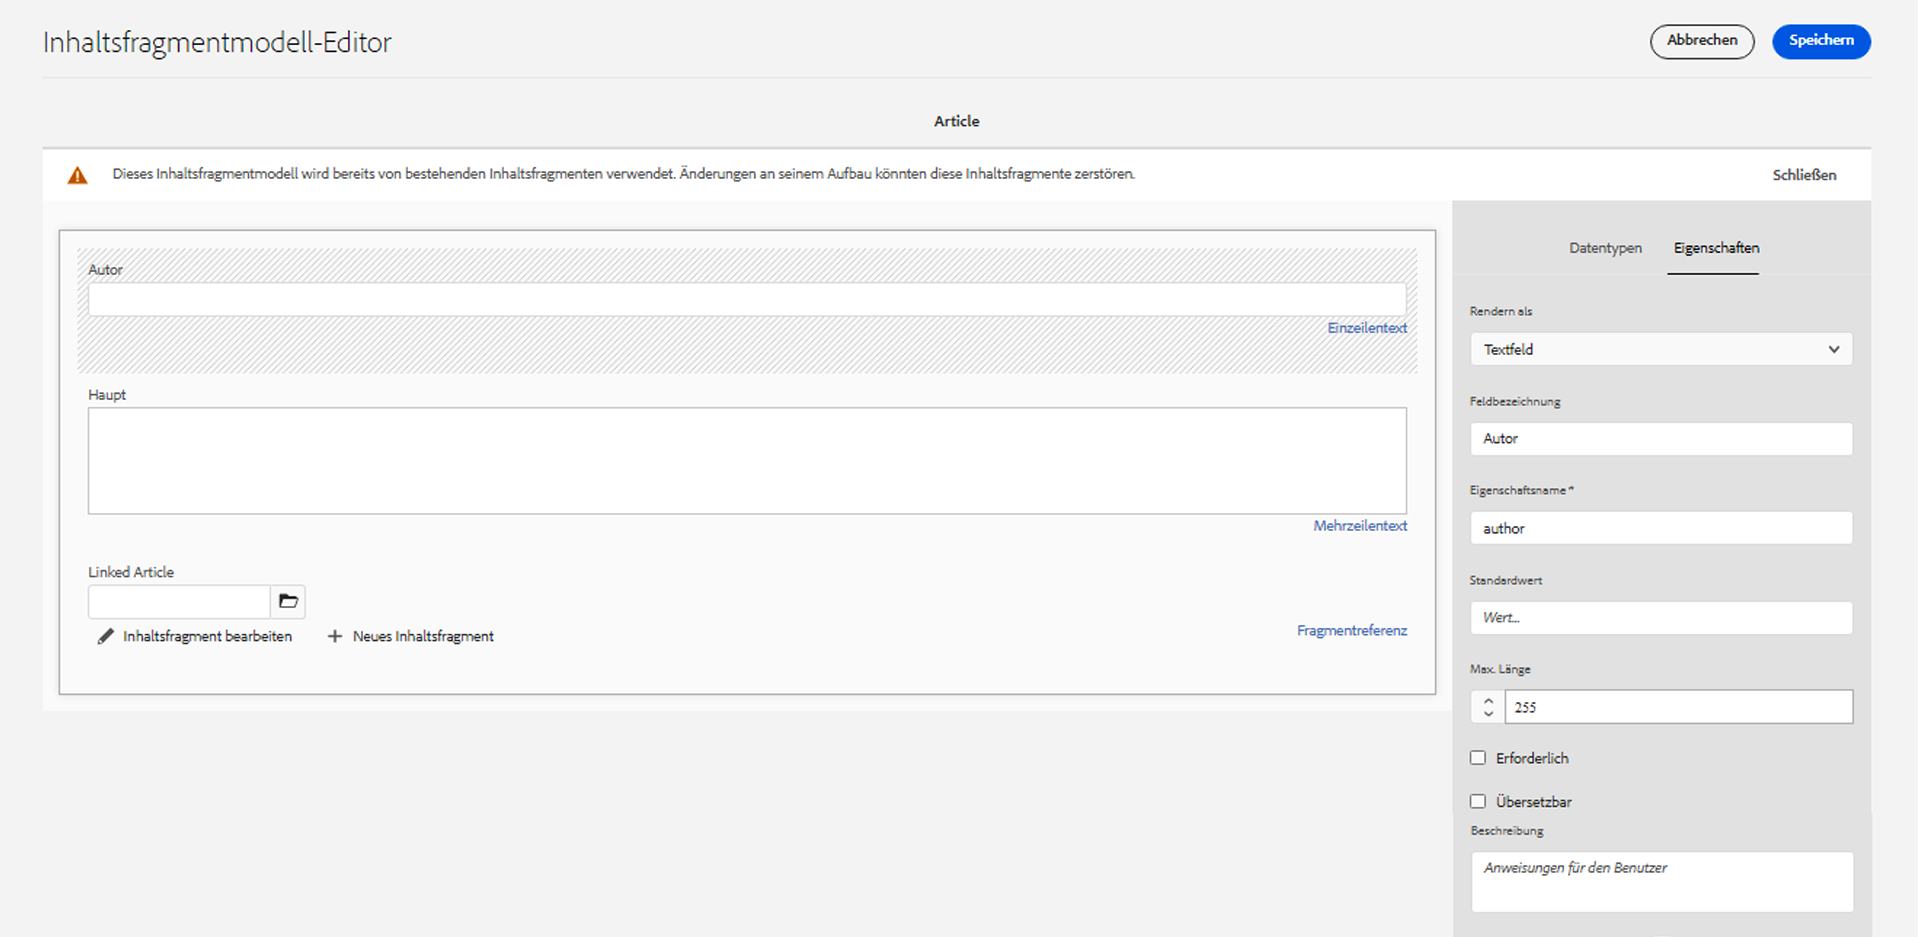 Inhaltsfragmentmodell-Editor
Abbrechen
Speichern
Article
Dieses Inhaltsfragmentmodell wird bereits von bestehenden Inhaltsfragmenten verwendet. Änderungen an seinem Aufbau könnten diese Inhaltsfragmente zerstören.
Schließen
Autor
Einzeilentext
Haupt
Mehrzeilentext
Linked Article
Inhaltsfragment bearbeiten
Neues Inhaltsfragment
Fragmentreferenz
Datentypen
Eigenschaften
Rendern als
Textfeld
Feldbezeichnung
Autor
Eigenschaftsname *
author
Standardwert
Wert...
Max. Länge
255
Erforderlich
Übersetzbar
Beschreibung
Anweisungen für den Benutzer